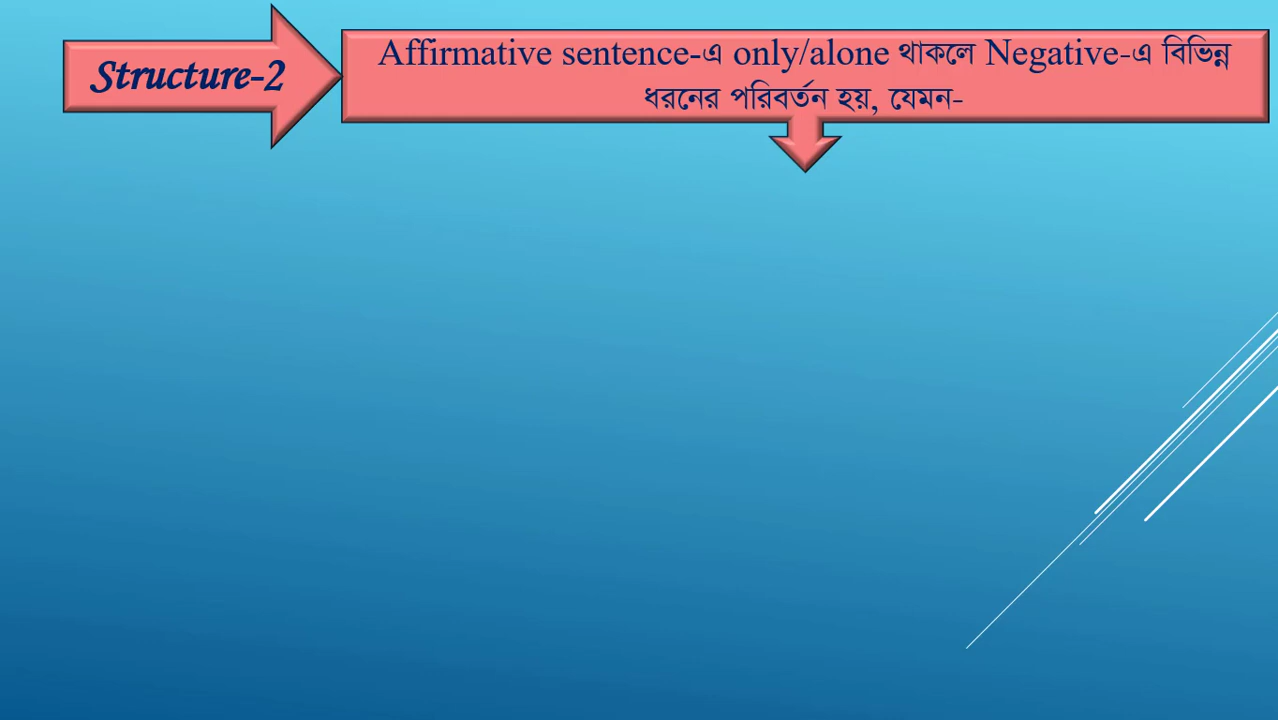 Structure-2
Affirmative sentence-এ only/alone থাকলে Negative-এ বিভিন্ন
ধরনের পরিবর্তন হয়, যেমন-